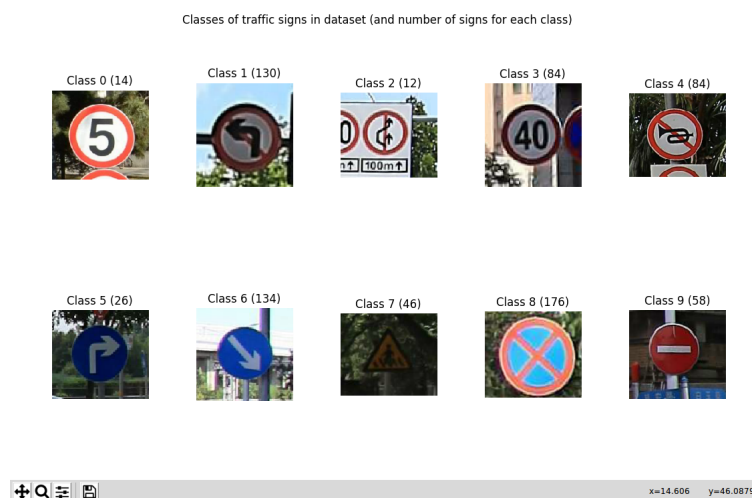 Classes of traffic signs in dataset (and number of signs for each class)
Class 0 (14)
Class 1 (130)
Class 2 (12)
Class 3 (84)
Class 4 (84)
5
0
m↑
100m↑
40
Class 5 (26)
Class 6 (134)
Class 7 (46)
Class 8 (176)
Class 9 (58)
x=14.606 y=46.0879